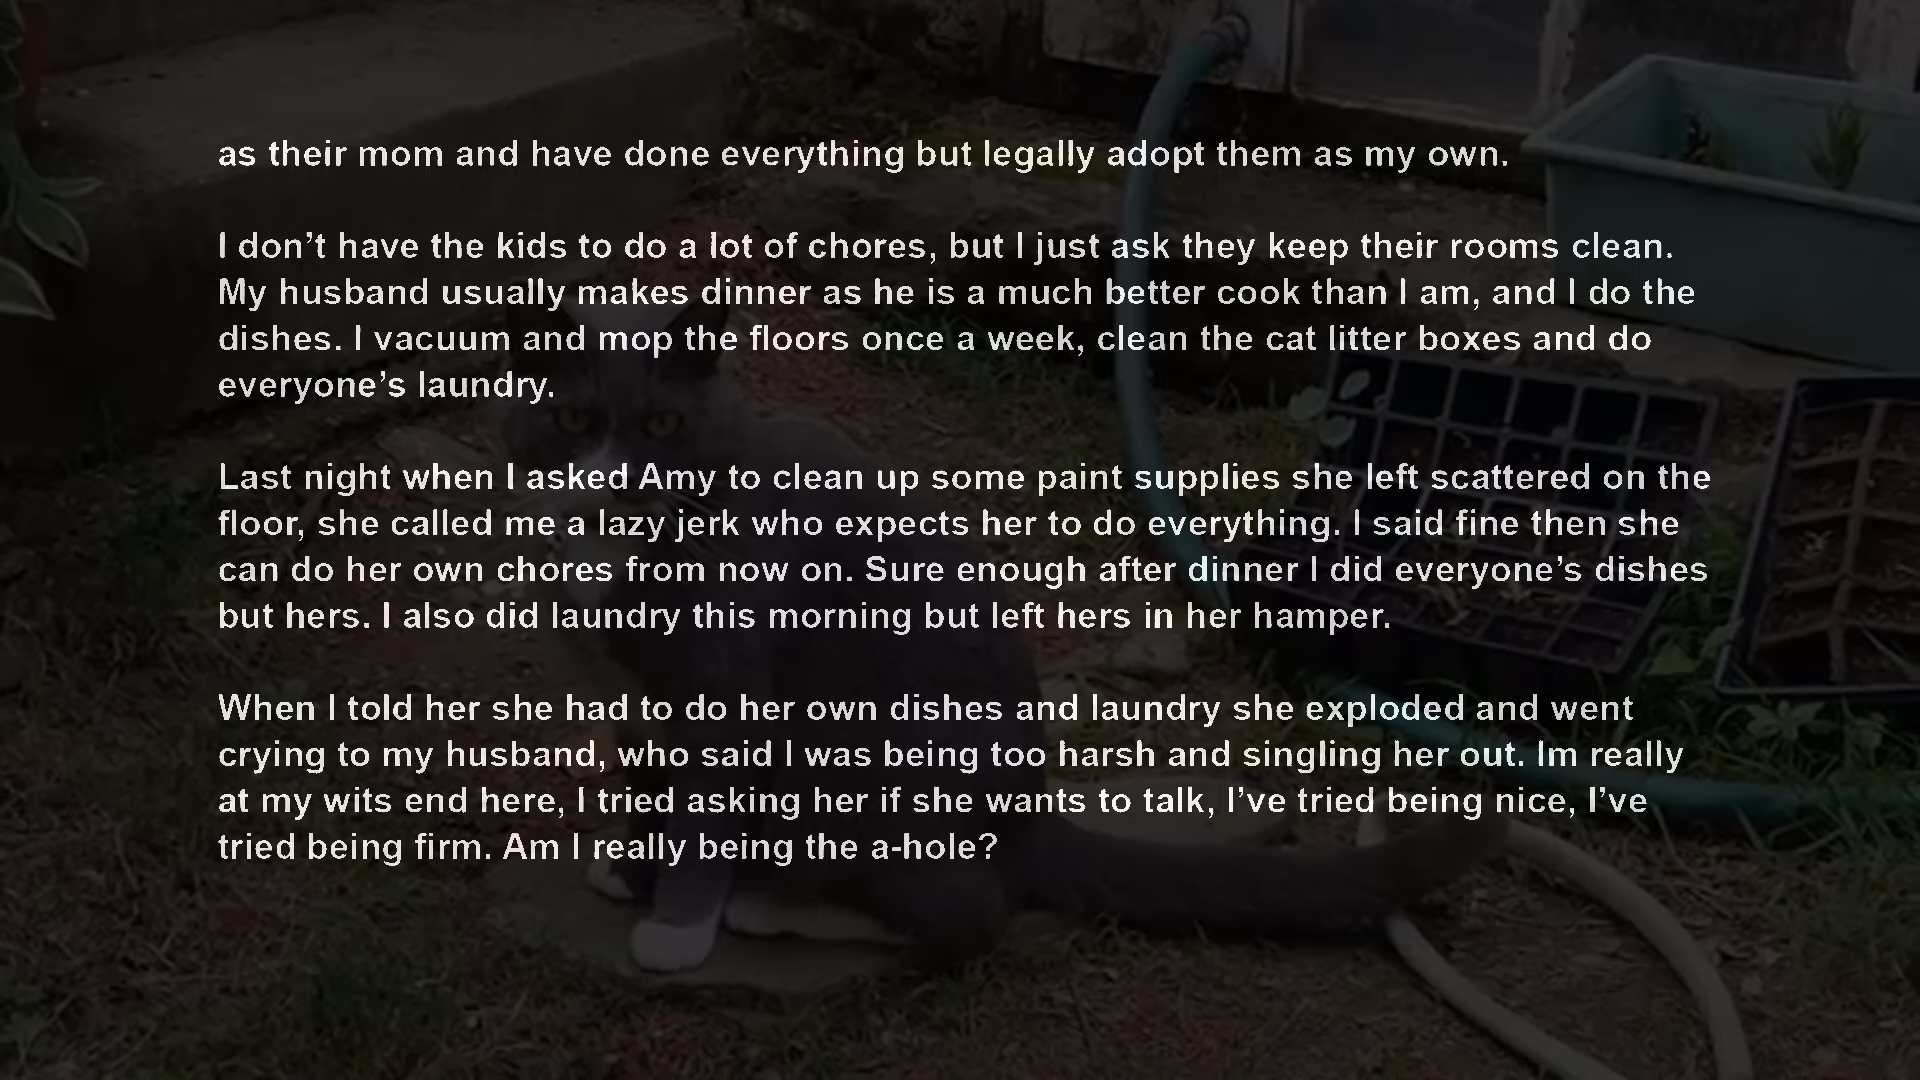 as their mom and have done everything but legally adopt them as my own.
I don’t have the kids to do a lot of chores, but I just ask they keep their rooms clean.
My husband usually makes dinner as he is a much better cook than I am, and I do the
dishes. I vacuum and mop the floors once a week, clean the cat litter boxes and do
everyone’s laundry.
Last night when I asked Amy to clean up some paint supplies she left scattered on the
floor, she called me a lazy jerk who expects her to do everything. I said fine then she
can do her own chores from now on. Sure enough after dinner I did everyone’s dishes
but hers. I also did laundry this morning but left hers in her hamper.
When I told her she had to do her own dishes and laundry she exploded and went
crying to my husband, who said I was being too harsh and singling her out. Im really
at my wits end here, I tried asking her if she wants to talk, I’ve tried being nice, I’ve
tried being firm. Am I really being the a-hole?